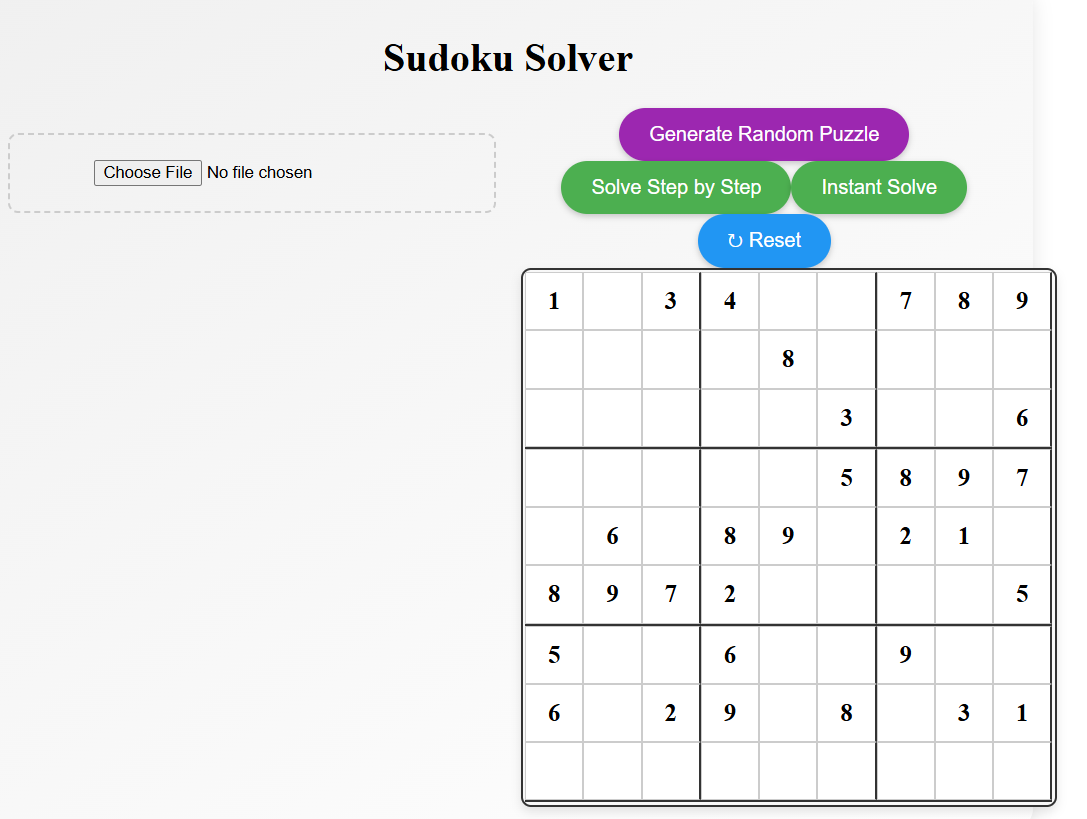 Sudoku Solver
Generate Random Puzzle
Choose File No file chosen
Solve Step by Step Instant Solve
↻ Reset
1 3 4 7 8 9
8
3 6
5 8 9 7
6 8 9 2 1
8 9 7 2 5
5 6 9
6 2 9 8 3 1